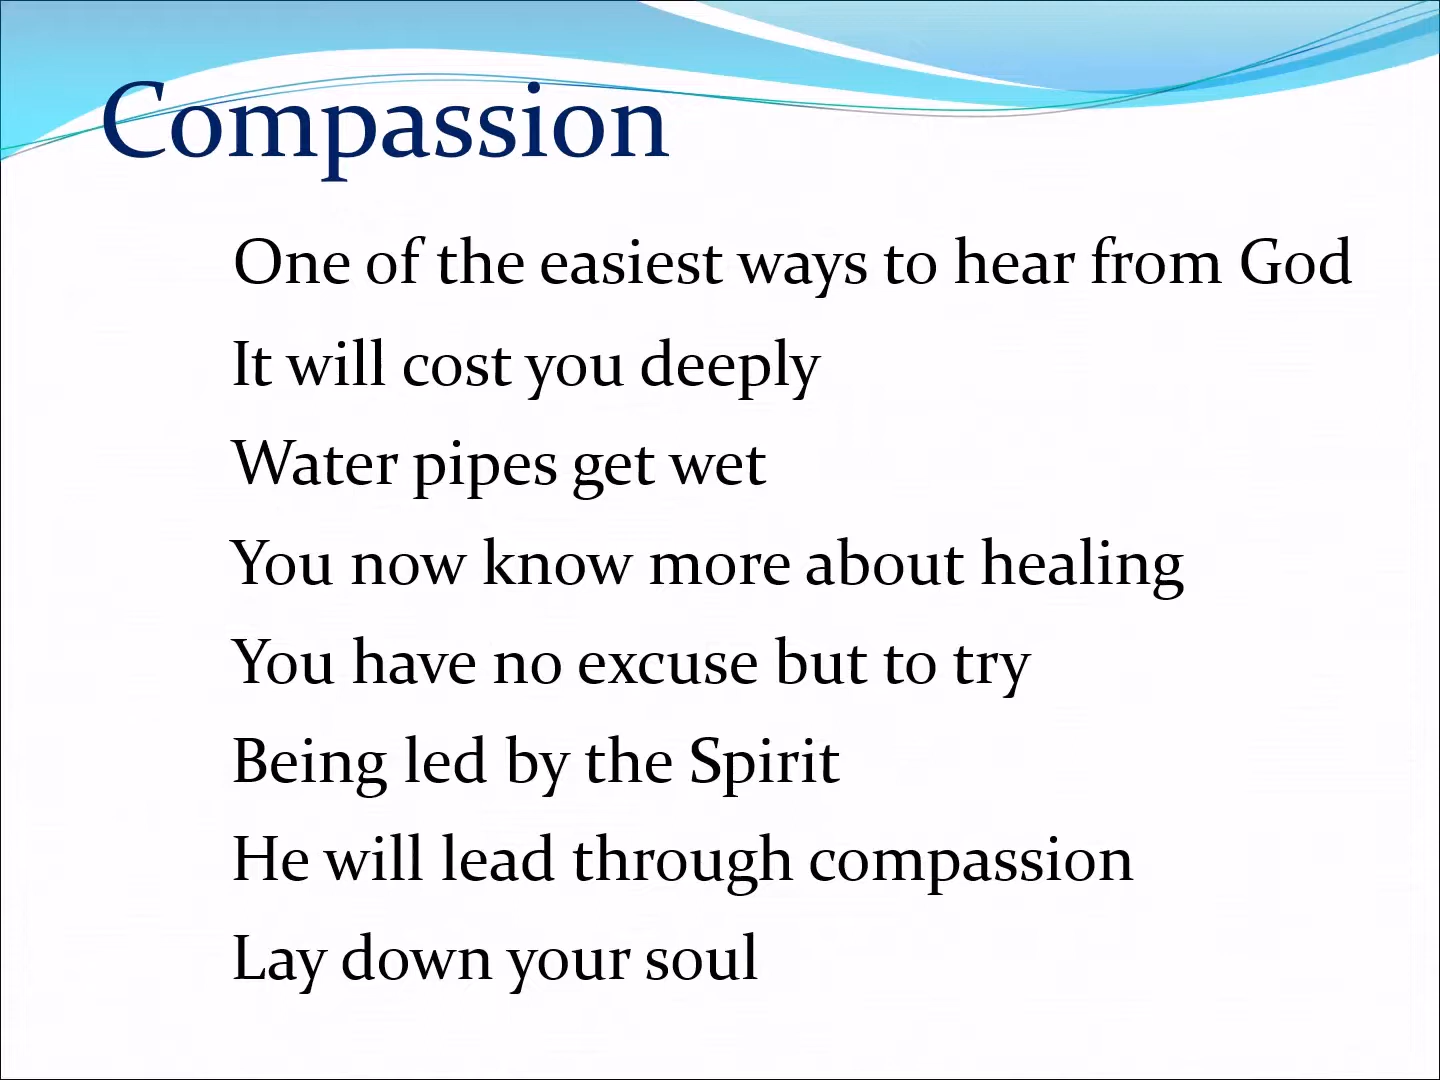 Compassion
One of the easiest ways to hear from God
It will cost you deeply
Water pipes get wet
You now know more about healing
You have no excuse but to try
Being led by the Spirit
He will lead through compassion
Lay down your soul